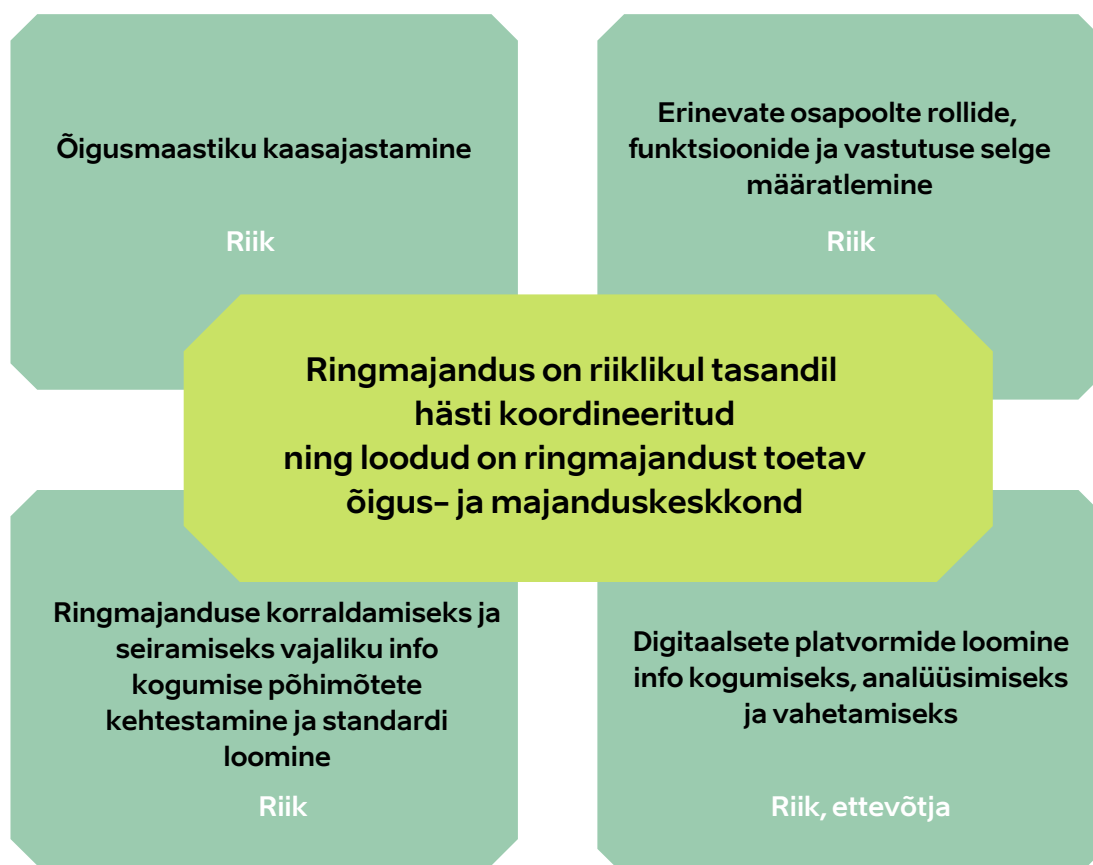 Õigusmaastiku kaasajastamine
Riik
Erinevate osapoolte rollide,
funktsioonide ja vastutuse selge
määratlemine
Riik
Ringmajandus on riiklikul tasandil
hästi koordineeritud
ning loodud on ringmajandust toetav
õigus- ja majanduskeskkond
Ringmajanduse korraldamiseks ja
seiramiseks vajaliku info
kogumise põhimõtete
kehtestamine ja standardi
loomine
Riik
Digitaalsete platvormide loomine
info kogumiseks, analüüsimiseks
ja vahetamiseks
Riik, ettevõtja